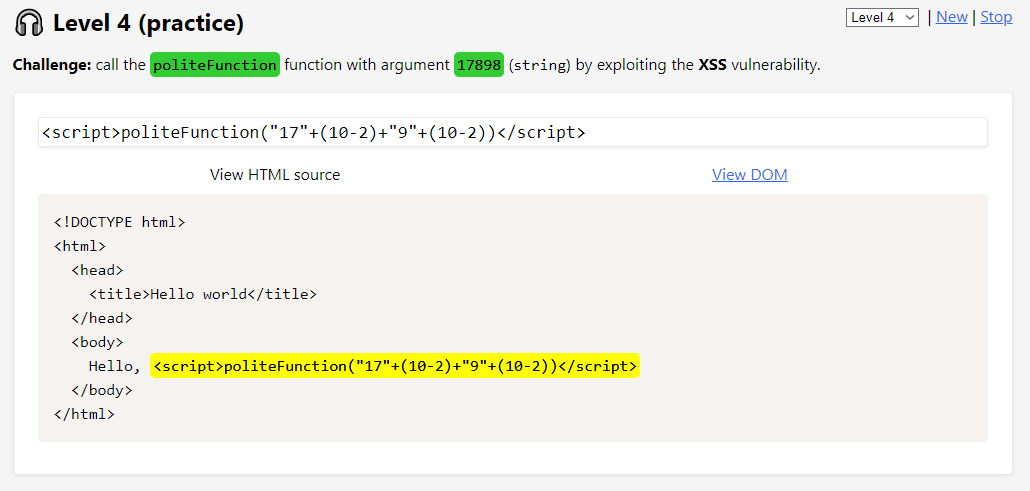 Level 4 (practice)
Level 4 | New | Stop
Challenge: call the politeFunction function with argument 17898 (string) by exploiting the XSS vulnerability.
<script>politeFunction("17"+(10-2)+"9"+(10-2))</script>
View HTML source
View DOM
<!DOCTYPE html>
<html>
  <head>
    <title>Hello world</title>
  </head>
  <body>
    Hello, <script>politeFunction("17"+(10-2)+"9"+(10-2))</script>
  </body>
</html>